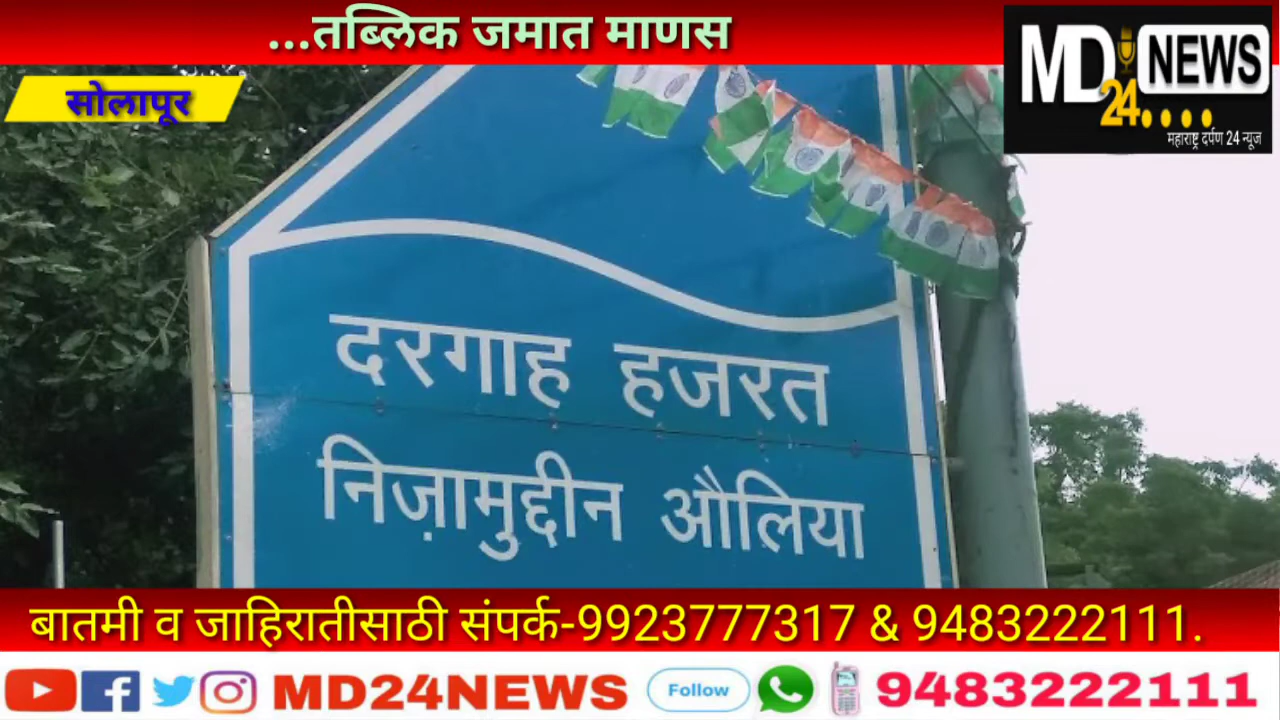 ...तब्लिक जमात माणस
MD NEWS
24....
महाराष्ट्र दर्पण 24 न्यूज
सोलापूर
दरगाह हजरत
निज़ामुद्दीन औलिया
बातमी व जाहिरातीसाठी संपर्क-9923777317 & 9483222111.
MD24NEWS Follow 9483222111